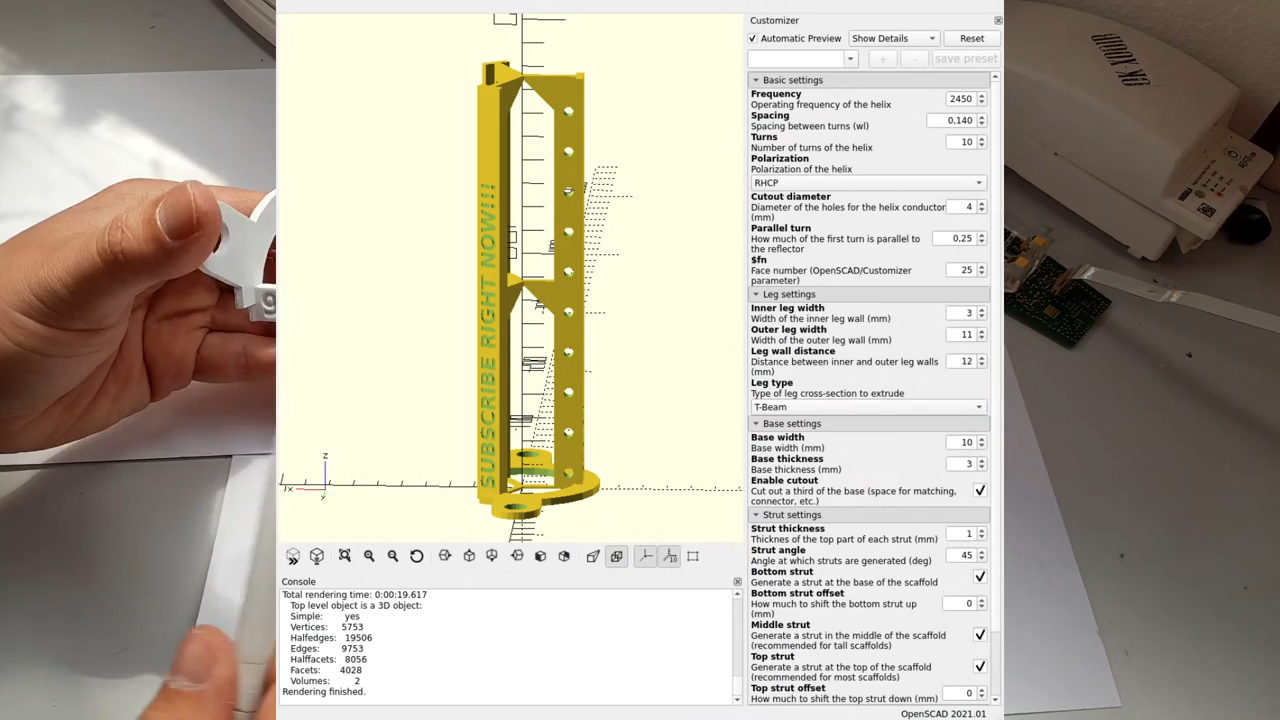 SUBSCRIBE RIGHT NOW!!!
z
x
y
Console
Total rendering time: 0:00:19.617
Top level object is a 3D object:
Simple: yes
Vertices: 5753
Halfedges: 19506
Edges: 9753
Halffacets: 8056
Facets: 4028
Volumes: 2
Rendering finished.
Customizer
Automatic Preview Show Details Reset
+ - save preset
Basic settings
Frequency
Operating frequency of the helix 2450
Spacing
Spacing between turns (wl) 0,140
Turns
Number of turns of the helix 10
Polarization
Polarization of the helix
RHCP
Cutout diameter
Diameter of the holes for the helix conductor 4
(mm)
Parallel turn
How much of the first turn is parallel to 0,25
the reflector
$fn
Face number (OpenSCAD/Customizer 25
parameter)
Leg settings
Inner leg width
Width of the inner leg wall (mm) 3
Outer leg width
Width of the outer leg wall (mm) 11
Leg wall distance
Distance between inner and outer leg walls 12
(mm)
Leg type
Type of leg cross-section to extrude
T-Beam
Base settings
Base width
Base width (mm) 10
Base thickness
Base thickness (mm) 3
Enable cutout
Cut out a third of the base (space for matching,
connector, etc.)
Strut settings
Strut thickness
Thicknes of the top part of each strut (mm) 1
Strut angle
Angle at which struts are generated (deg) 45
Bottom strut
Generate a strut at the base of the scaffold
Bottom strut offset
How much to shift the bottom strut up 0
(mm)
Middle strut
Generate a strut in the middle of the scaffold
(recommended for tall scaffolds)
Top strut
Generate a strut at the top of the scaffold
(recommended for most scaffolds)
Top strut offset
How much to shift the top strut down (mm) 0
OpenSCAD 2021.01